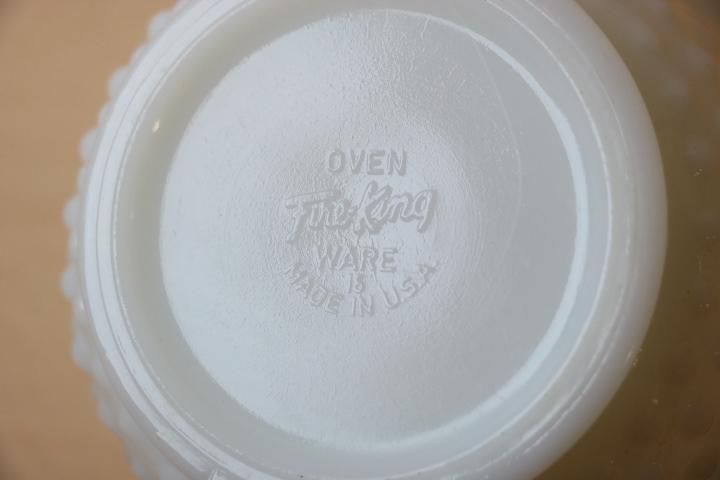 OVEN
Fire-King
WARE
15
MADE IN U.S.A.